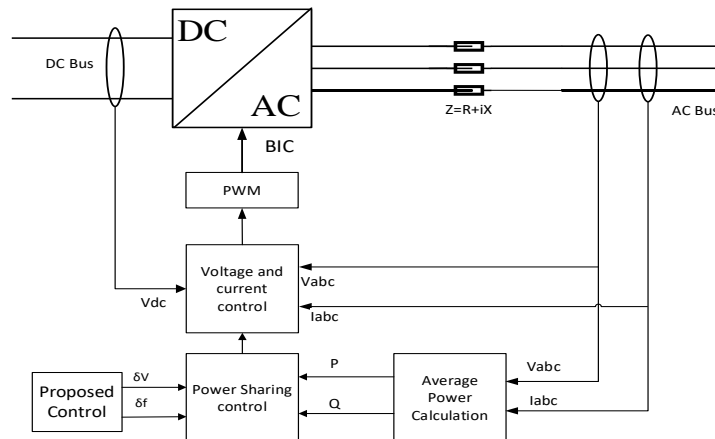 DC
DC Bus
AC
Z=R+iX
AC Bus
BIC
PWM
Voltage and
current
control
Vabc
Vdc
Iabc
Proposed
Control
δV
δf
Power Sharing
control
P
Q
Average
Power
Calculation
Vabc
Iabc